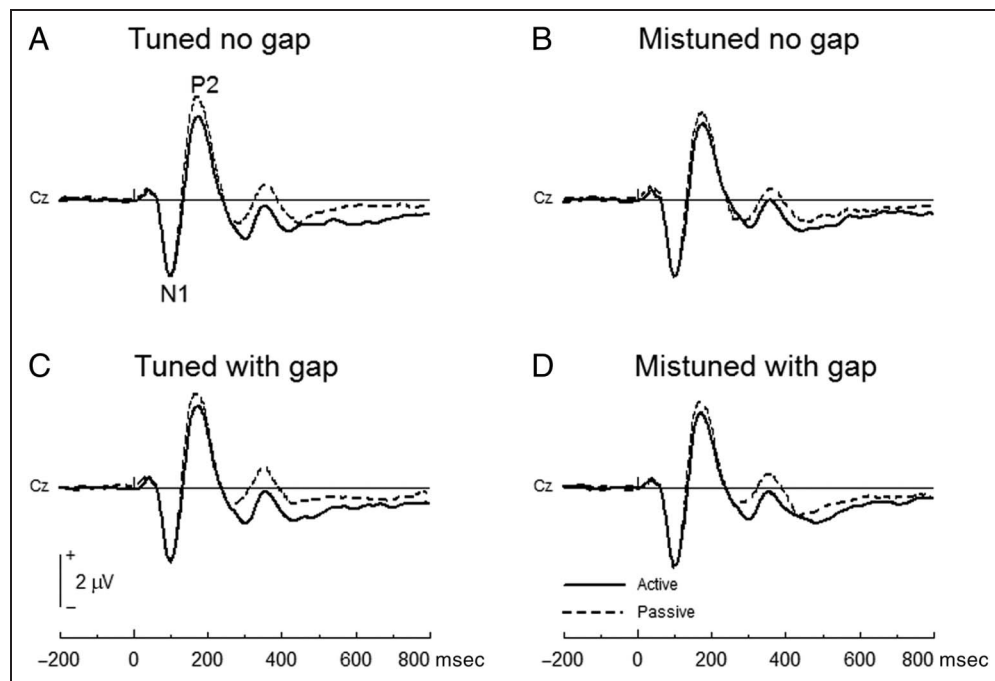 A Tuned no gap
B Mistuned no gap
P2
Cz
N1
Cz
C Tuned with gap
D Mistuned with gap
Cz
+
2 μV
−
Cz
Active
Passive
−200 0 200 400 600 800 msec
−200 0 200 400 600 800 msec